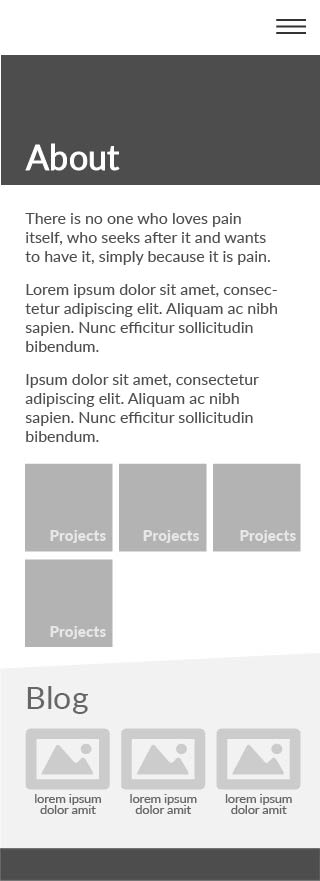 About
There is no one who loves pain
itself, who seeks after it and wants
to have it, simply because it is pain.
Lorem ipsum dolor sit amet, consec-
tetur adipiscing elit. Aliquam ac nibh
sapien. Nunc efficitur sollicitudin
bibendum.
Ipsum dolor sit amet, consectetur
adipiscing elit. Aliquam ac nibh
sapien. Nunc efficitur sollicitudin
bibendum.
Projects
Projects
Projects
Projects
Blog
lorem ipsum
dolor amit
lorem ipsum
dolor amit
lorem ipsum
dolor amit